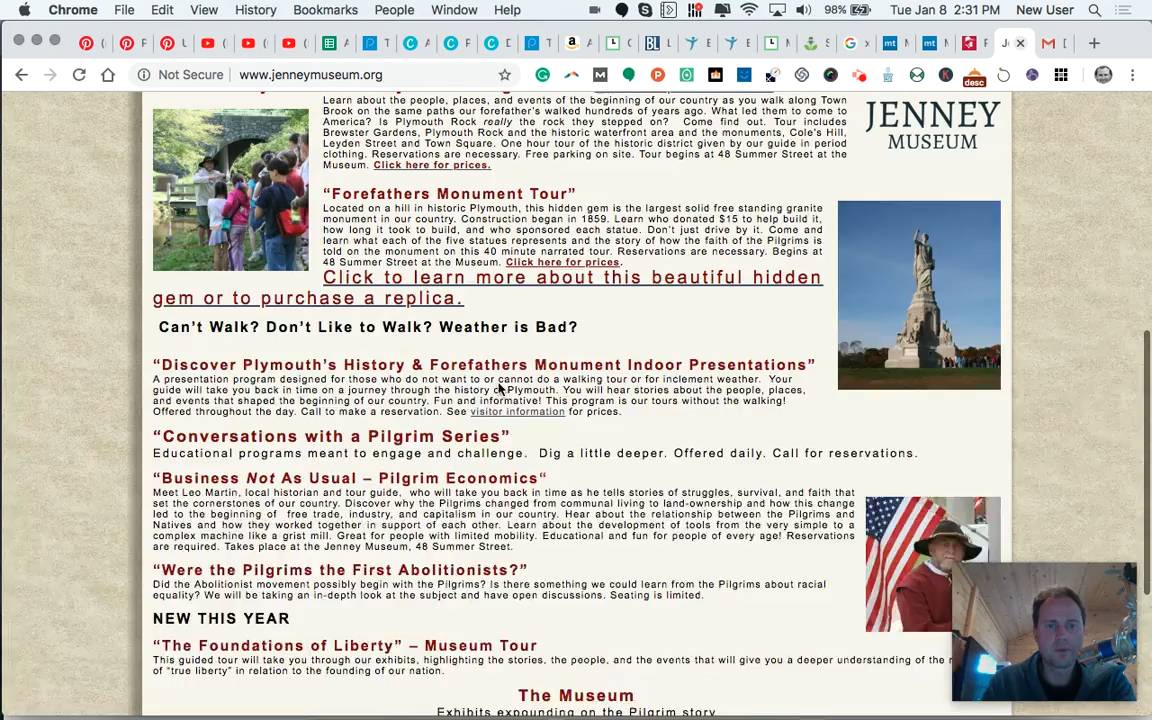 Chrome File Edit View History Bookmarks People Window Help 98% Tue Jan 8 2:31 PM New User
Not Secure www.jenneymuseum.org
Learn about the people, places, and events of the beginning of our country as you walk along Town
Brook on the same paths our forefather's walked hundreds of years ago. What led them to come to
America? Is Plymouth Rock really the rock they stepped on? Come find out. Tour includes
Brewster Gardens, Plymouth Rock and the historic waterfront area and the monuments, Cole's Hill,
Leyden Street and Town Square. One hour tour of the historic district given by our guide in period
clothing. Reservations are necessary. Free parking on site. Tour begins at 48 Summer Street at the
Museum. Click here for prices.
JENNEY
MUSEUM
“Forefathers Monument Tour”
Located on a hill in historic Plymouth, this hidden gem is the largest solid free standing granite
monument in our country. Construction began in 1859. Learn who donated $15 to help build it,
how long it took to build, and who sponsored each statue. Don't just drive by it. Come and
learn what each of the five statues represents and the story of how the faith of the Pilgrims is
told on the monument on this 40 minute narrated tour. Reservations are necessary. Begins at
48 Summer Street at the Museum. Click here for prices.
Click to learn more about this beautiful hidden
gem or to purchase a replica.
Can't Walk? Don't Like to Walk? Weather is Bad?
“Discover Plymouth's History & Forefathers Monument Indoor Presentations”
A presentation program designed for those who do not want to or cannot do a walking tour or for inclement weather. Your
guide will take you back in time on a journey through the history of Plymouth. You will hear stories about the people, places,
and events that shaped the beginning of our country. Fun and informative! This program is our tours without the walking!
Offered throughout the day. Call to make a reservation. See visitor information for prices.
“Conversations with a Pilgrim Series”
Educational programs meant to engage and challenge. Dig a little deeper. Offered daily. Call for reservations.
“Business Not As Usual – Pilgrim Economics“
Meet Leo Martin, local historian and tour guide, who will take you back in time as he tells stories of struggles, survival, and faith that
set the cornerstones of our country. Discover why the Pilgrims changed from communal living to land-ownership and how this change
led to the beginning of free trade, industry, and capitalism in our country. Hear about the relationship between the Pilgrims and
Natives and how they worked together in support of each other. Learn about the development of tools from the very simple to a
complex machine like a grist mill. Great for people with limited mobility. Educational and fun for people of every age! Reservations
are required. Takes place at the Jenney Museum, 48 Summer Street.
“Were the Pilgrims the First Abolitionists?”
Did the Abolitionist movement possibly begin with the Pilgrims? Is there something we could learn from the Pilgrims about racial
equality? We will be taking an in-depth look at the subject and have open discussions. Seating is limited.
NEW THIS YEAR
“The Foundations of Liberty” – Museum Tour
This guided tour will take you through our exhibits, highlighting the stories, the people, and the events that will give you a deeper understanding of the
of “true liberty” in relation to the founding of our nation.
The Museum
Exhibits expounding on the Pilgrim story